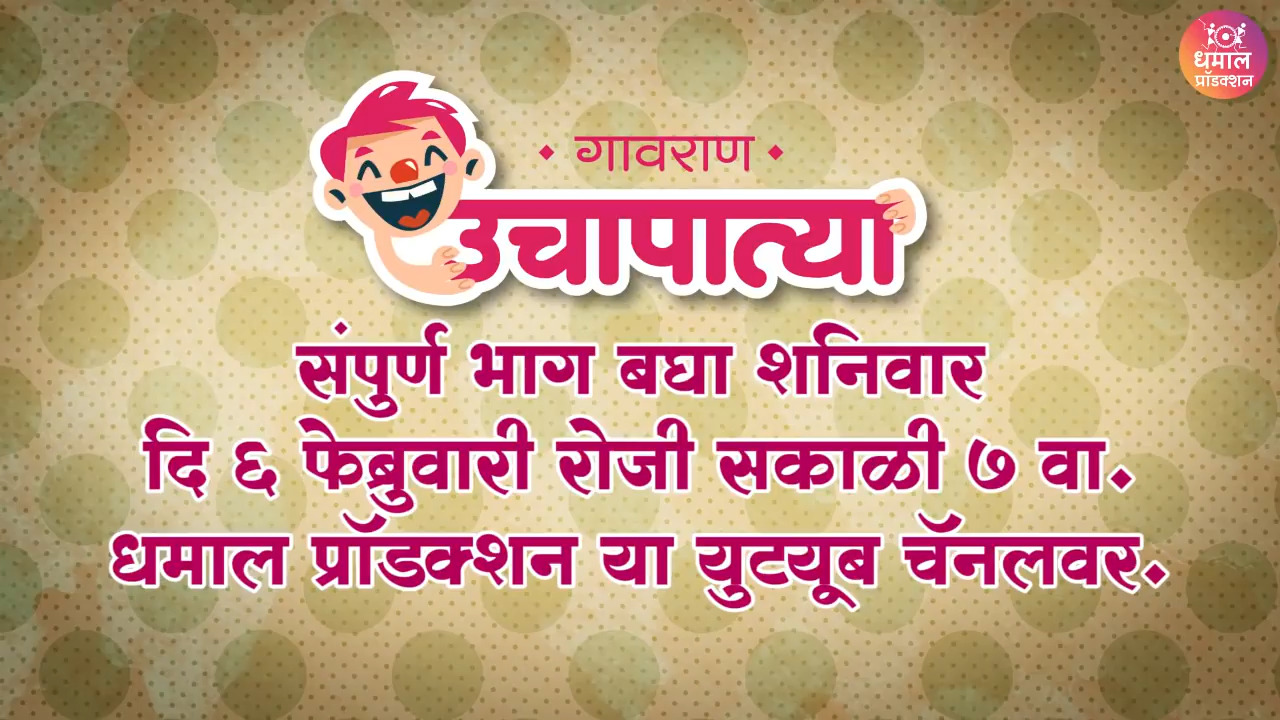 धमाल
प्रॉडक्शन
गावराण
उचापात्या
संपुर्ण भाग बघा शनिवार
दि ६ फेब्रुवारी रोजी सकाळी ७ वा.
धमाल प्रॉडक्शन या युटयूब चॅनलवर.